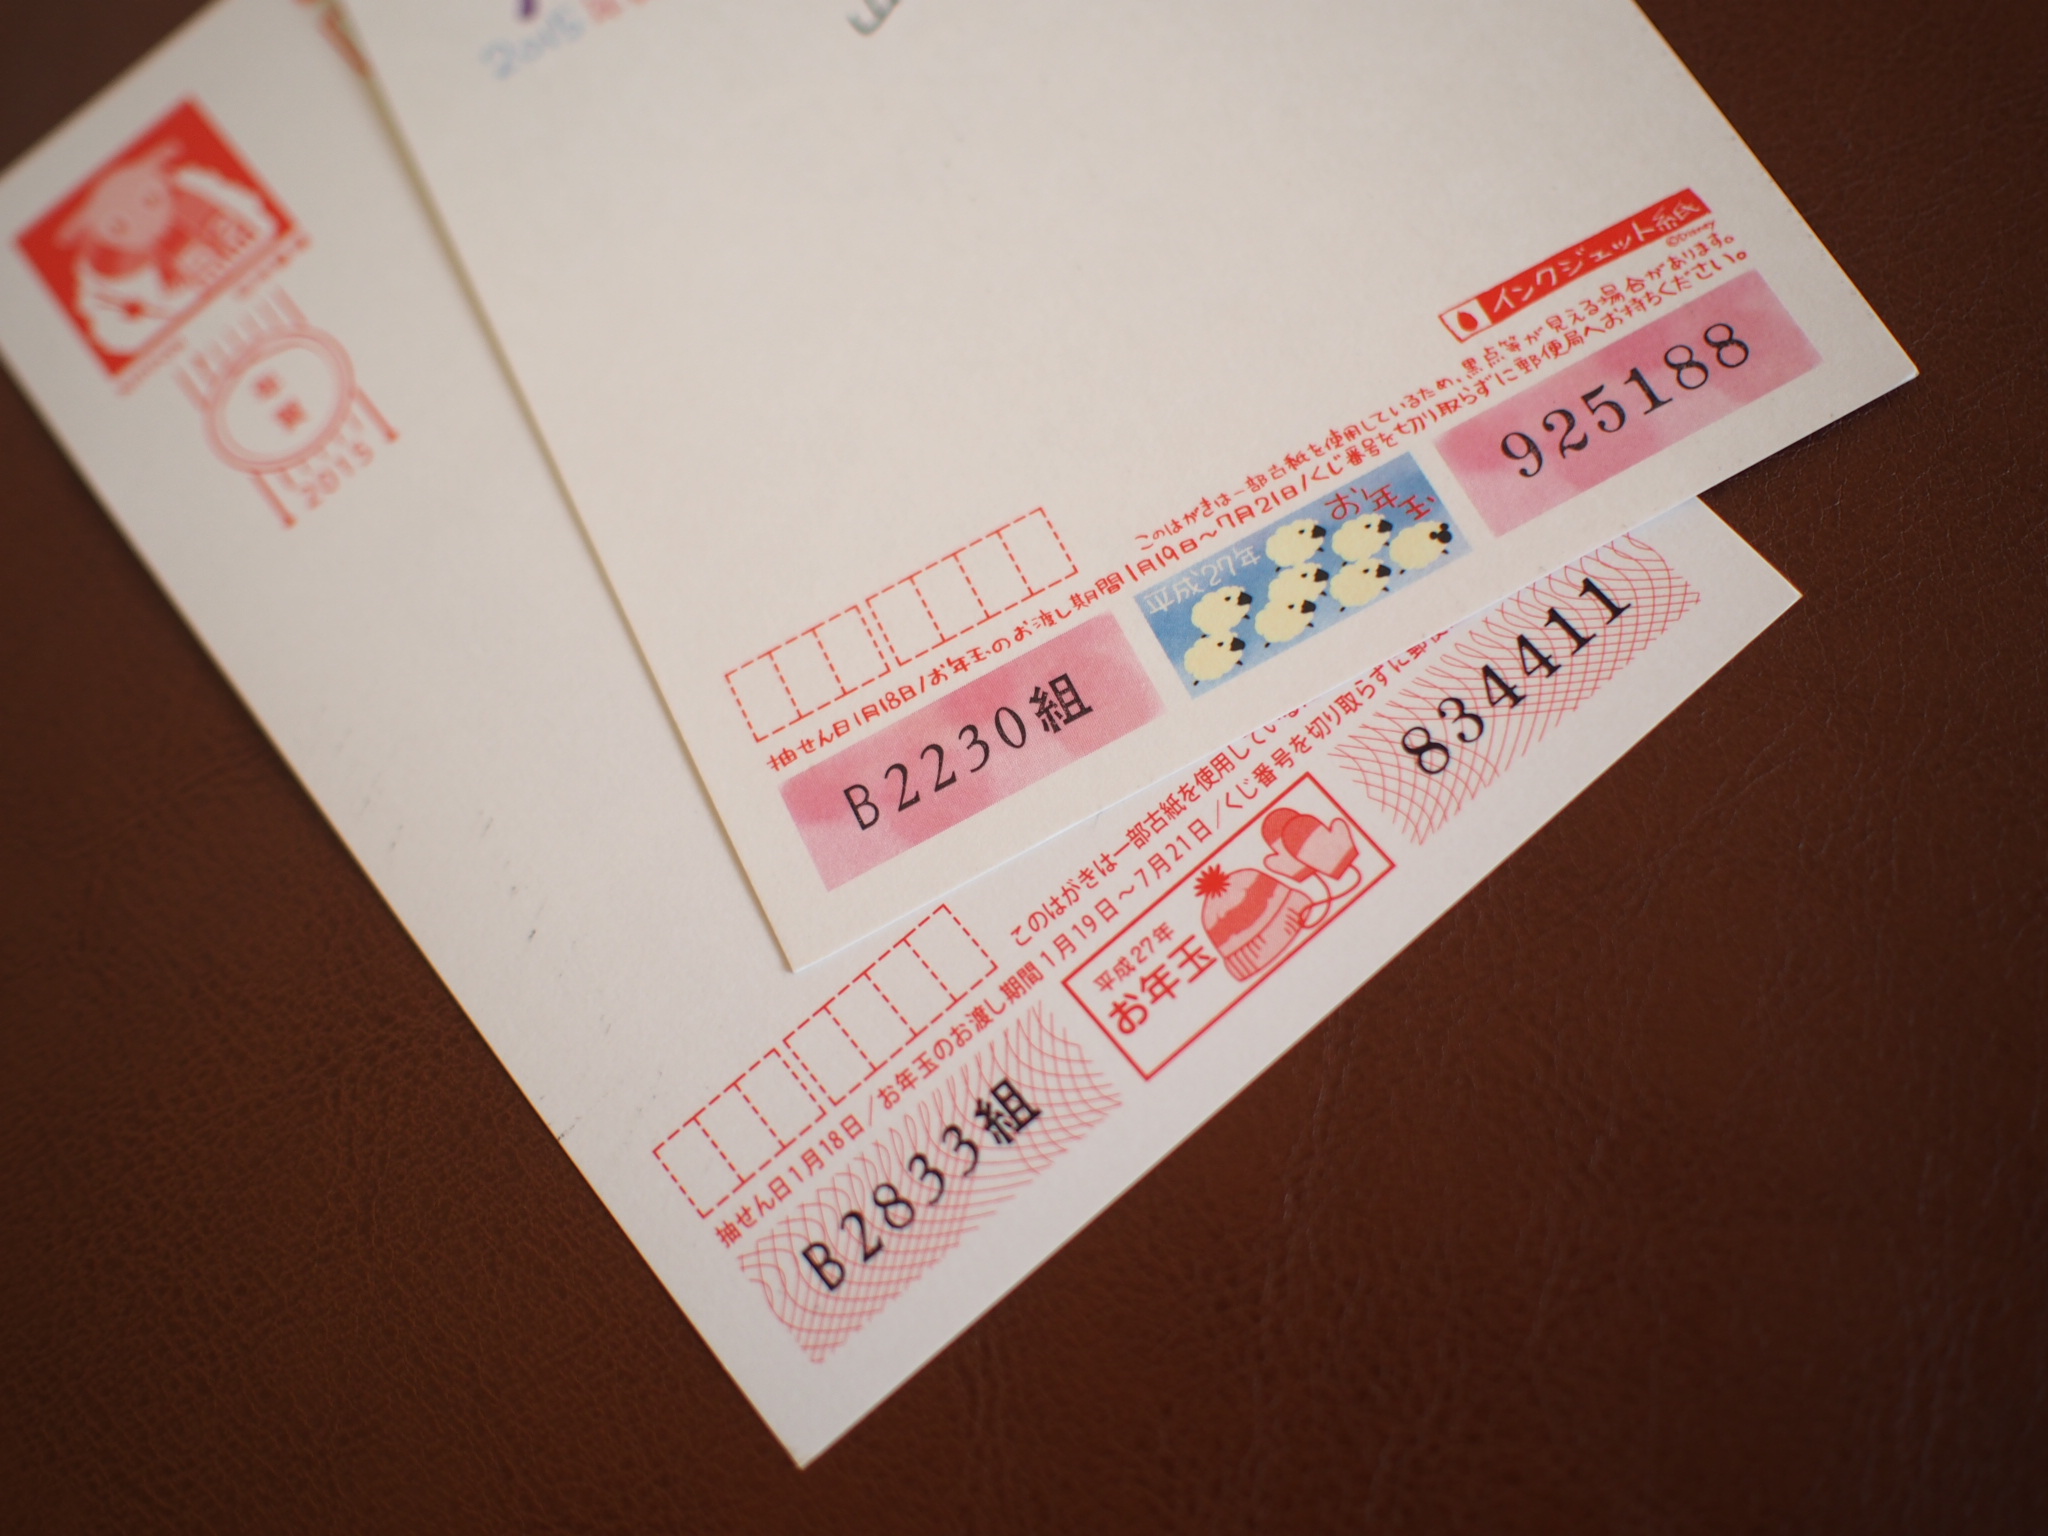 2015
インクジェット紙
©Disney
このはがきは一部古紙を使用しているため、黒点等が見える場合があります。
抽せん日1月18日/お年玉のお渡し期間1月19日〜7月21日/くじ番号を切り取らずに郵便局へお持ちください。
B2230組
平成27年
お年玉
925188
2015
このはがきは一部古紙を使用している
抽せん日1月18日/お年玉のお渡し期間1月19日〜7月21日/くじ番号を切り取らずに郵便
B2833組
平成27年
お年玉
834411